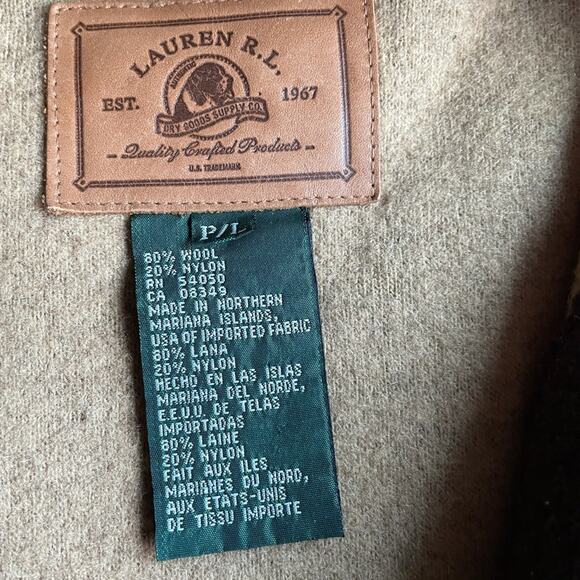 LAUREN R.L.
AUTHENTIC
EST. 1967
DRY GOODS SUPPLY CO.
Quality Crafted Products
U.S. TRADEMARK
P/L
80% WOOL
20% NYLON
RN 54050
CA 08349
MADE IN NORTHERN
MARIANA ISLANDS,
USA OF IMPORTED FABRIC
80% LANA
20% NYLON
HECHO EN LAS ISLAS
MARIANA DEL NORDE,
E.E.U.U. DE TELAS
IMPORTADAS
80% LAINE
20% NYLON
FAIT AUX ILES
MARIANES DU NORD,
AUX ETATS-UNIS
DE TISSU IMPORTE